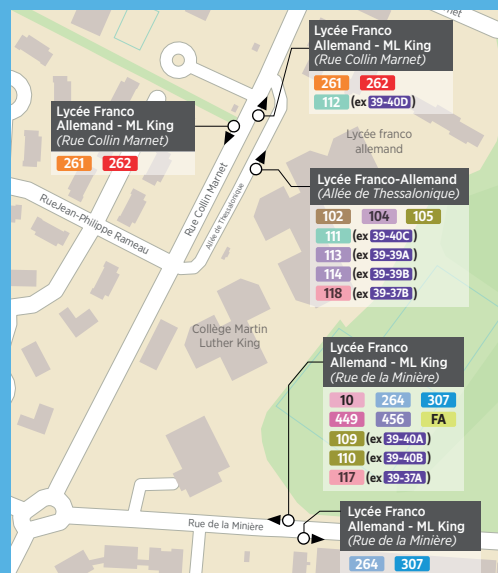 net
Lycée Franco
Allemand - ML King
(Rue Collin Marnet)
261 262
112 (ex 39-40D)
Lycée Franco
Allemand - ML King
(Rue Collin Marnet)
261 262
Lycée franco
allemand
Lycée Franco-Allemand
(Allée de Thessalonique)
102 104 105
111 (ex 39-40C)
113 (ex 39-39A)
114 (ex 39-39B)
118 (ex 39-37B)
Rue Collin Marnet
Allée de Thessalonique
Rue Jean-Philippe Rameau
Collège Martin
Luther King
Lycée Franco
Allemand - ML King
(Rue de la Minière)
10 264 307
449 456 FA
109 (ex 39-40A)
110 (ex 39-40B)
117 (ex 39-37A)
Rue de la Minière
Lycée Franco
Allemand - ML King
(Rue de la Minière)
264 307